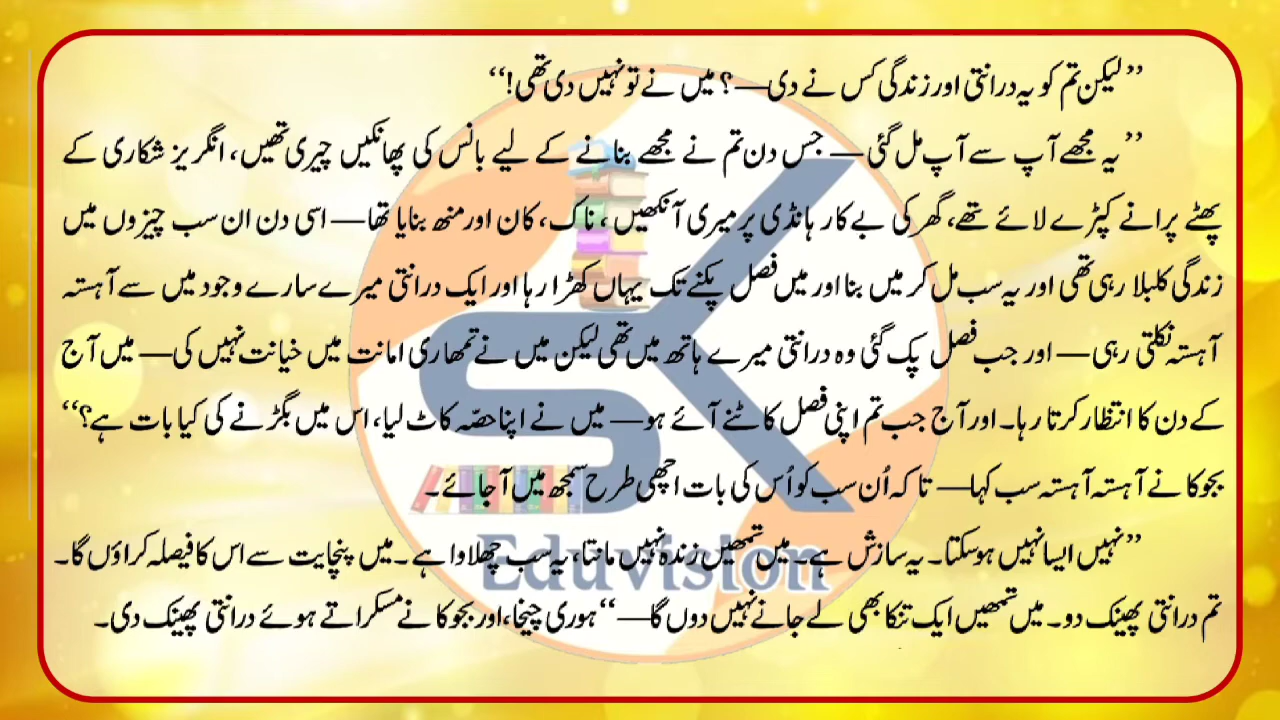 ”لیکن تم کو یہ درانتی اور زندگی کس نے دی—؟ میں نے تو نہیں دی تھی!“
”یہ مجھے آپ سے آپ مل گئی— جس دن تم نے مجھے بنانے کے لیے بانس کی پھانکیں چیری تھیں، انگریز شکاری کے
پھٹے پرانے کپڑے لائے تھے، گھر کی بے کار ہانڈی پر میری آنکھیں، ناک، کان اور منھ بنایا تھا— اسی دن ان سب چیزوں میں
زندگی کلبلا رہی تھی اور یہ سب مل کر میں بنا اور میں فصل پکنے تک یہاں کھڑا رہا اور ایک درانتی میرے سارے وجود میں سے آہستہ
آہستہ نکلتی رہی— اور جب فصل پک گئی وہ درانتی میرے ہاتھ میں تھی لیکن میں نے تمھاری امانت میں خیانت نہیں کی— میں آج
کے دن کا انتظار کرتا رہا۔ اور آج جب تم اپنی فصل کاٹنے آئے ہو— میں نے اپنا حصّہ کاٹ لیا، اس میں بگڑنے کی کیا بات ہے؟“
بجوکا نے آہستہ آہستہ سب کہا— تاکہ اُن سب کو اُس کی بات اچھی طرح سمجھ میں آجائے۔
”نہیں ایسا نہیں ہوسکتا۔ یہ سازش ہے۔ میں تمھیں زندہ نہیں مانتا، یہ سب چھلاوا ہے۔ میں پنچایت سے اس کا فیصلہ کراؤں گا۔
تم درانتی پھینک دو۔ میں تمھیں ایک تنکا بھی لے جانے نہیں دوں گا—“ ہوری چیخا، اور بجوکا نے مسکراتے ہوئے درانتی پھینک دی۔
SK
Eduvision